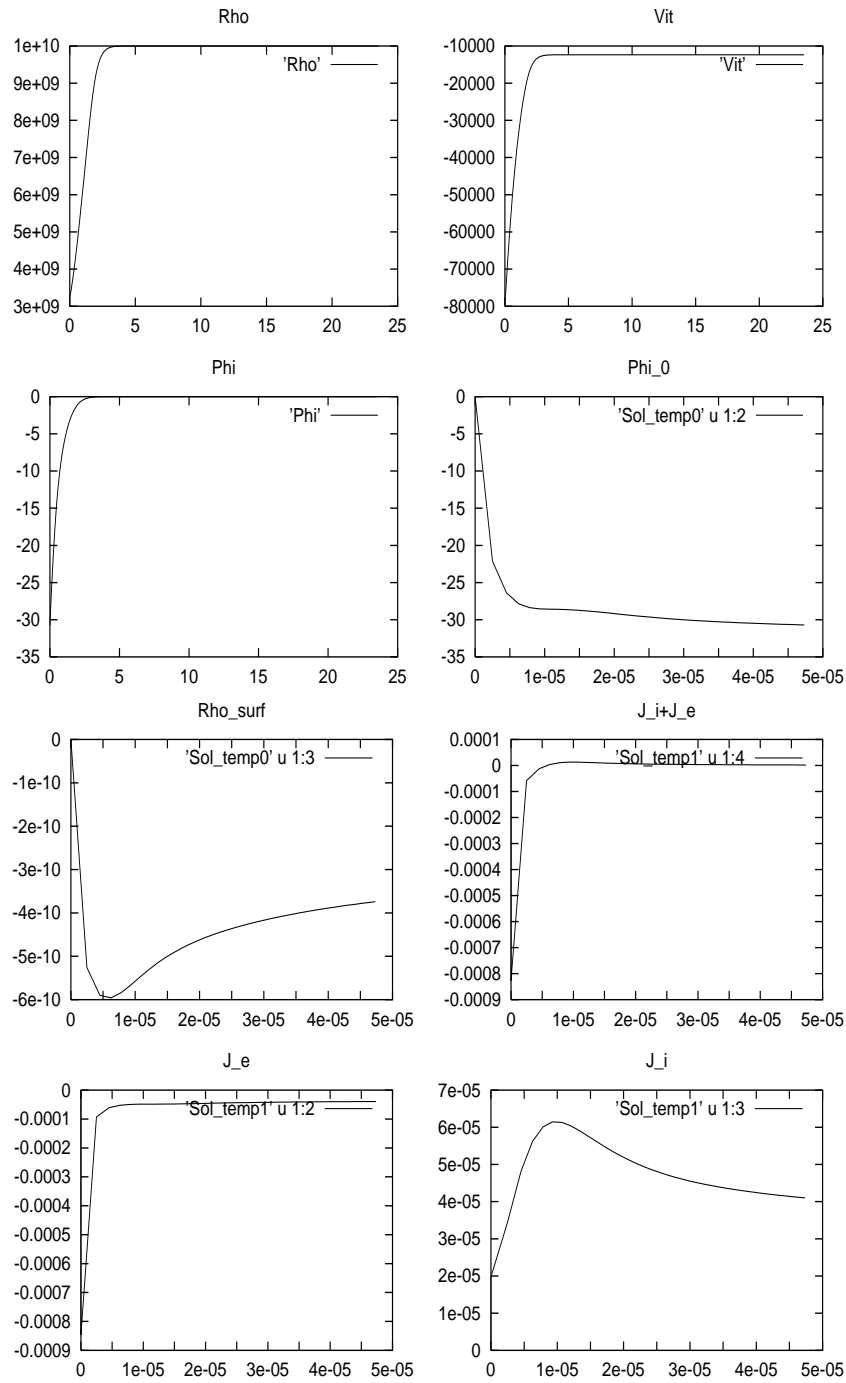 Rho
1e+10
9e+09
8e+09
7e+09
6e+09
5e+09
4e+09
3e+09
'Rho'
0 5 10 15 20 25
Vit
-10000
-20000
-30000
-40000
-50000
-60000
-70000
-80000
'Vit'
0 5 10 15 20 25
Phi
0
-5
-10
-15
-20
-25
-30
-35
'Phi'
0 5 10 15 20 25
Phi_0
0
-5
-10
-15
-20
-25
-30
-35
'Sol_temp0' u 1:2
0 1e-05 2e-05 3e-05 4e-05 5e-05
Rho_surf
0
-1e-10
-2e-10
-3e-10
-4e-10
-5e-10
-6e-10
'Sol_temp0' u 1:3
0 1e-05 2e-05 3e-05 4e-05 5e-05
J_i+J_e
0.0001
0
-0.0001
-0.0002
-0.0003
-0.0004
-0.0005
-0.0006
-0.0007
-0.0008
-0.0009
'Sol_temp1' u 1:4
0 1e-05 2e-05 3e-05 4e-05 5e-05
J_e
0
-0.0001
-0.0002
-0.0003
-0.0004
-0.0005
-0.0006
-0.0007
-0.0008
-0.0009
'Sol_temp1' u 1:2
0 1e-05 2e-05 3e-05 4e-05 5e-05
J_i
7e-05
6e-05
5e-05
4e-05
3e-05
2e-05
1e-05
0
'Sol_temp1' u 1:3
0 1e-05 2e-05 3e-05 4e-05 5e-05